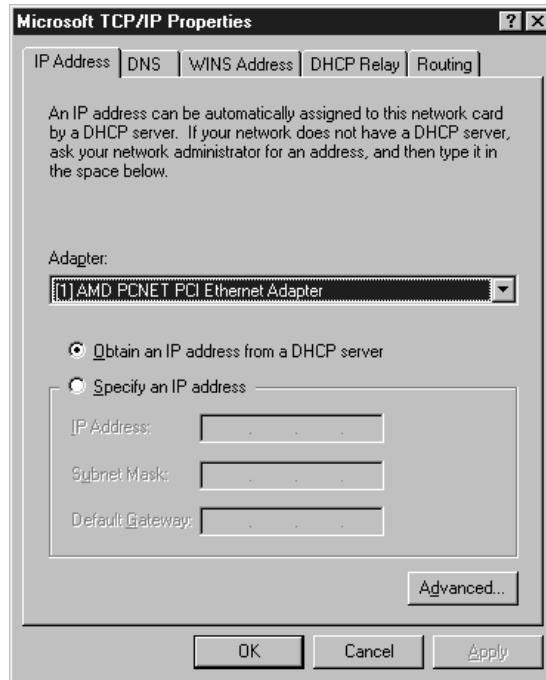 Microsoft TCP/IP Properties
IP Address DNS WINS Address DHCP Relay Routing
An IP address can be automatically assigned to this network card
by a DHCP server. If your network does not have a DHCP server,
ask your network administrator for an address, and then type it in
the space below.
Adapter:
[1] AMD PCNET PCI Ethernet Adapter
Obtain an IP address from a DHCP server
Specify an IP address
IP Address: . . .
Subnet Mask: . . .
Default Gateway: . . .
Advanced...
OK Cancel Apply